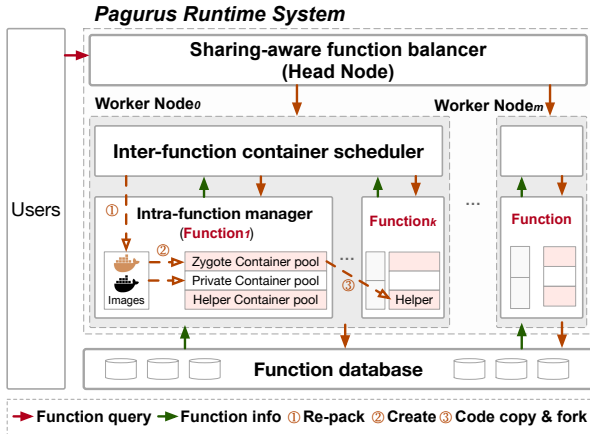 Pagurus Runtime System
Users
Sharing-aware function balancer
(Head Node)
Worker Node0
Worker Nodem
Inter-function container scheduler
①
Intra-function manager
(Function1)
②
Images
Zygote Container pool
Private Container pool
Helper Container pool
...
③
Functionk
Helper
...
Function
Function database
Function query
Function info
① Re-pack
② Create
③ Code copy & fork